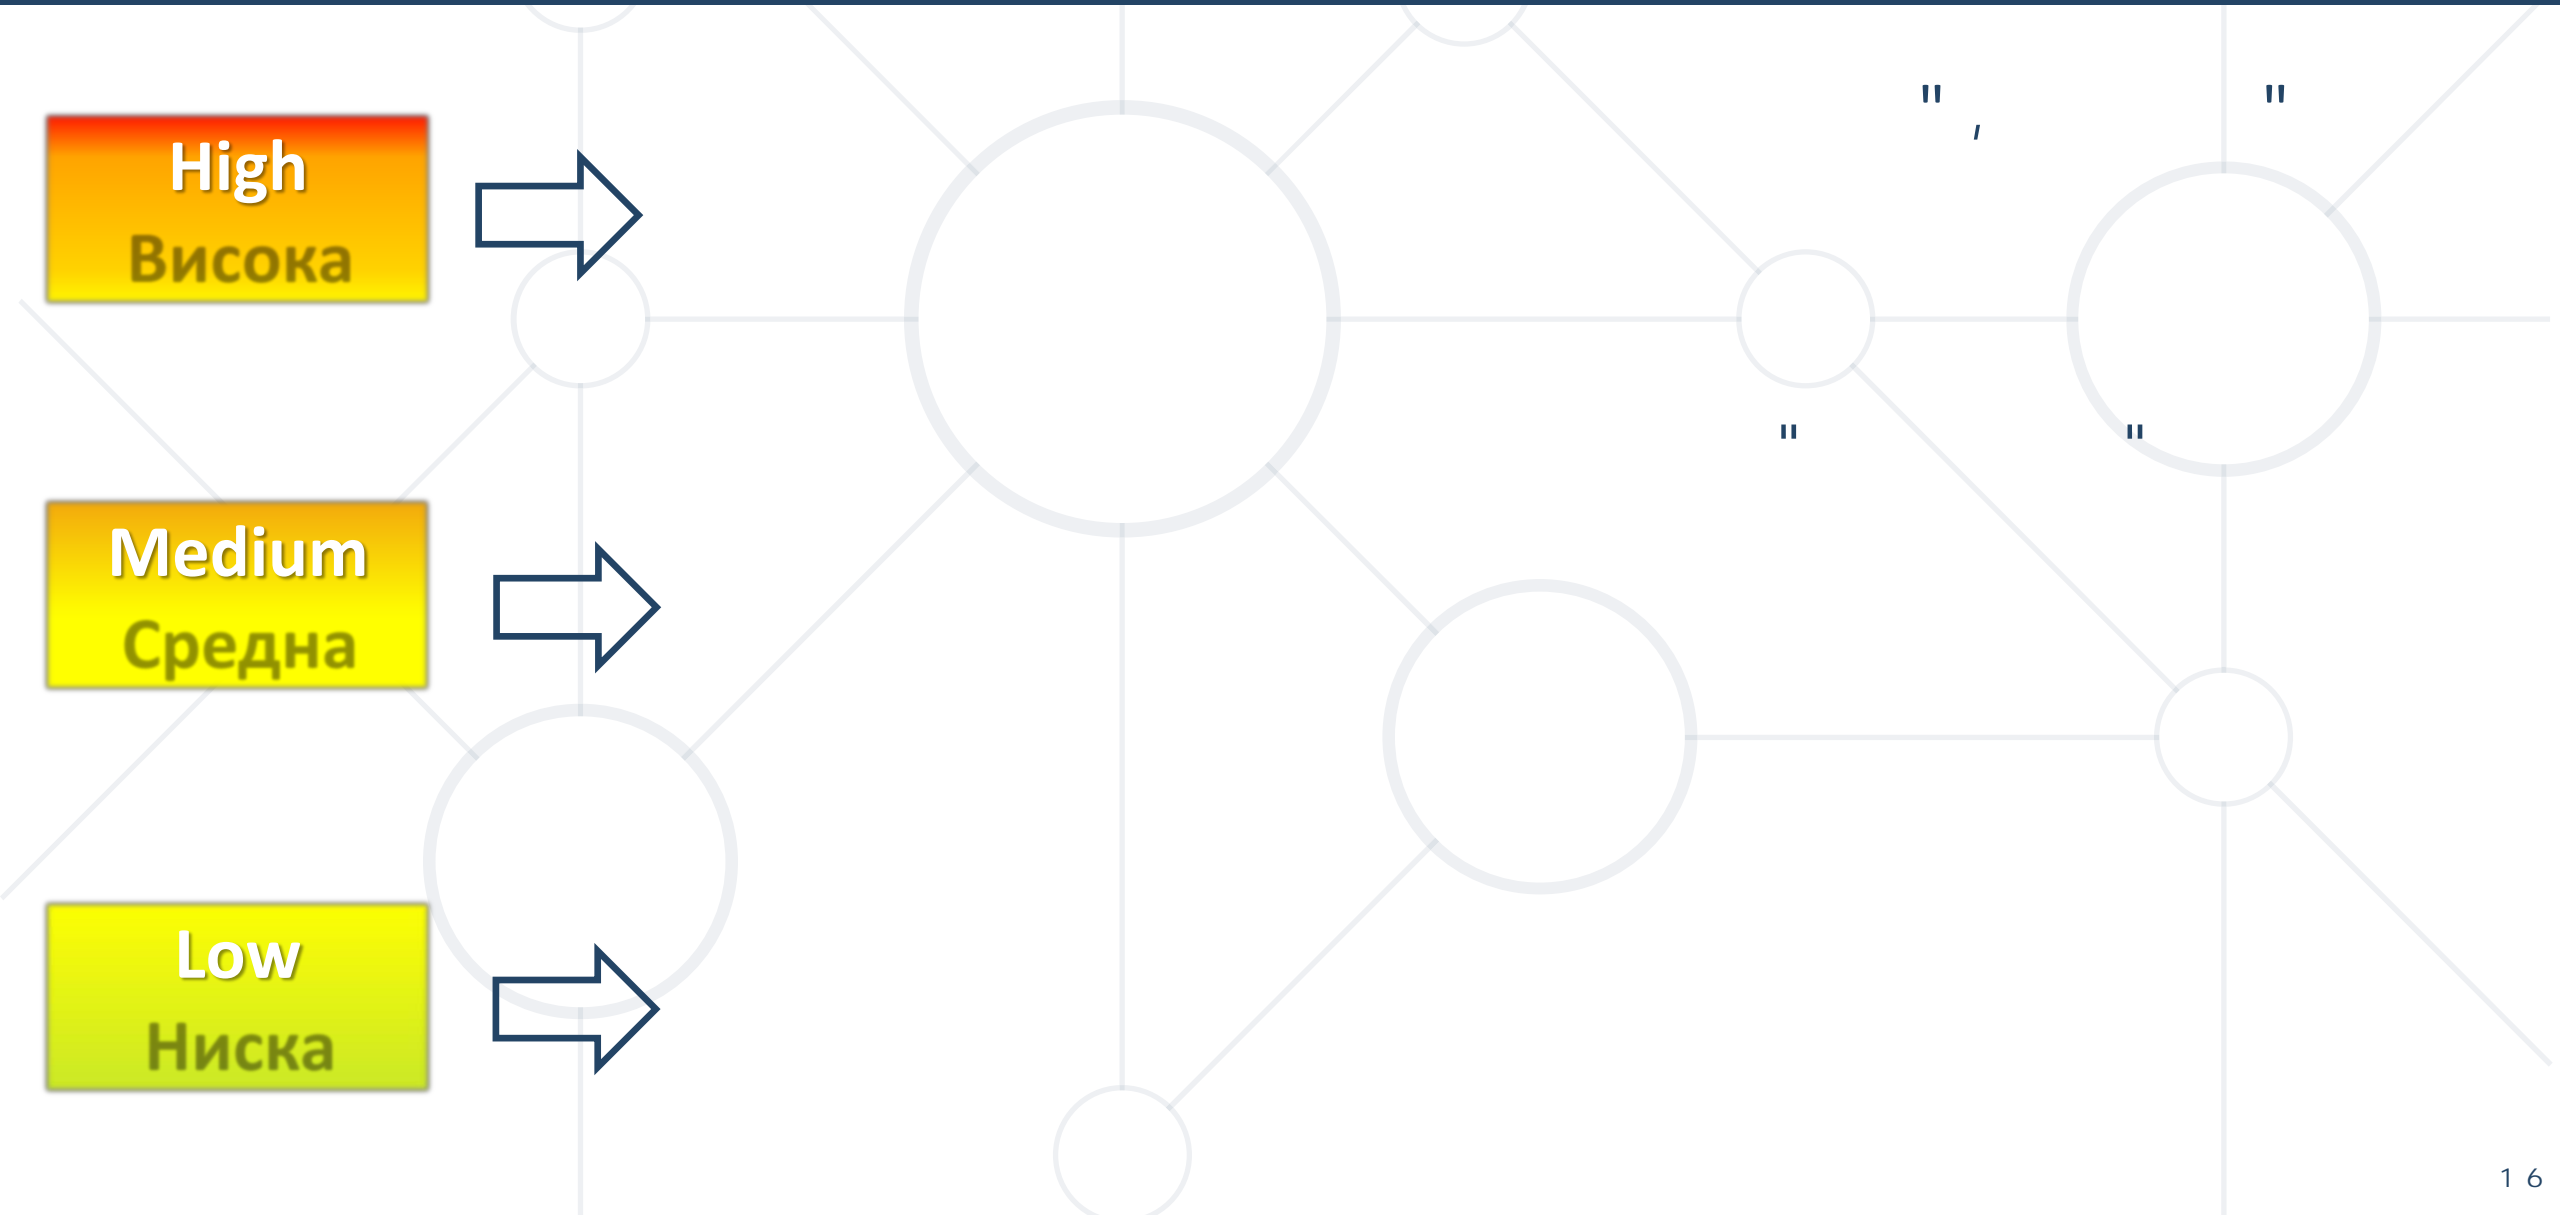 " , "
High
Висока
" "
Medium
Средна
Low
Ниска
16